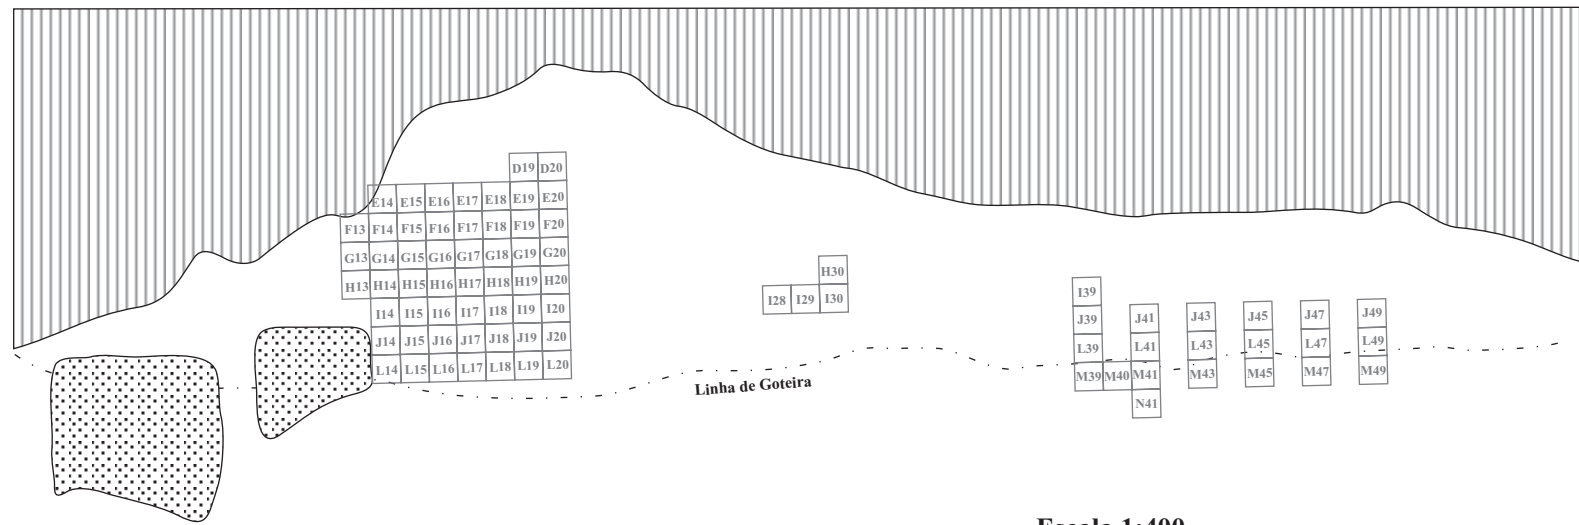 D19 D20
E14 E15 E16 E17 E18 E19 E20
F13 F14 F15 F16 F17 F18 F19 F20
G13 G14 G15 G16 G17 G18 G19 G20
H13 H14 H15 H16 H17 H18 H19 H20
I14 I15 I16 I17 I18 I19 I20
J14 J15 J16 J17 J18 J19 J20
L14 L15 L16 L17 L18 L19 L20
H30
I28 I29 I30
Linha de Goteira
I39
J39 J41 J43 J45 J47 J49
L39 L41 L43 L45 L47 L49
M39 M40 M41 M43 M45 M47 M49
N41
Escala 1:400